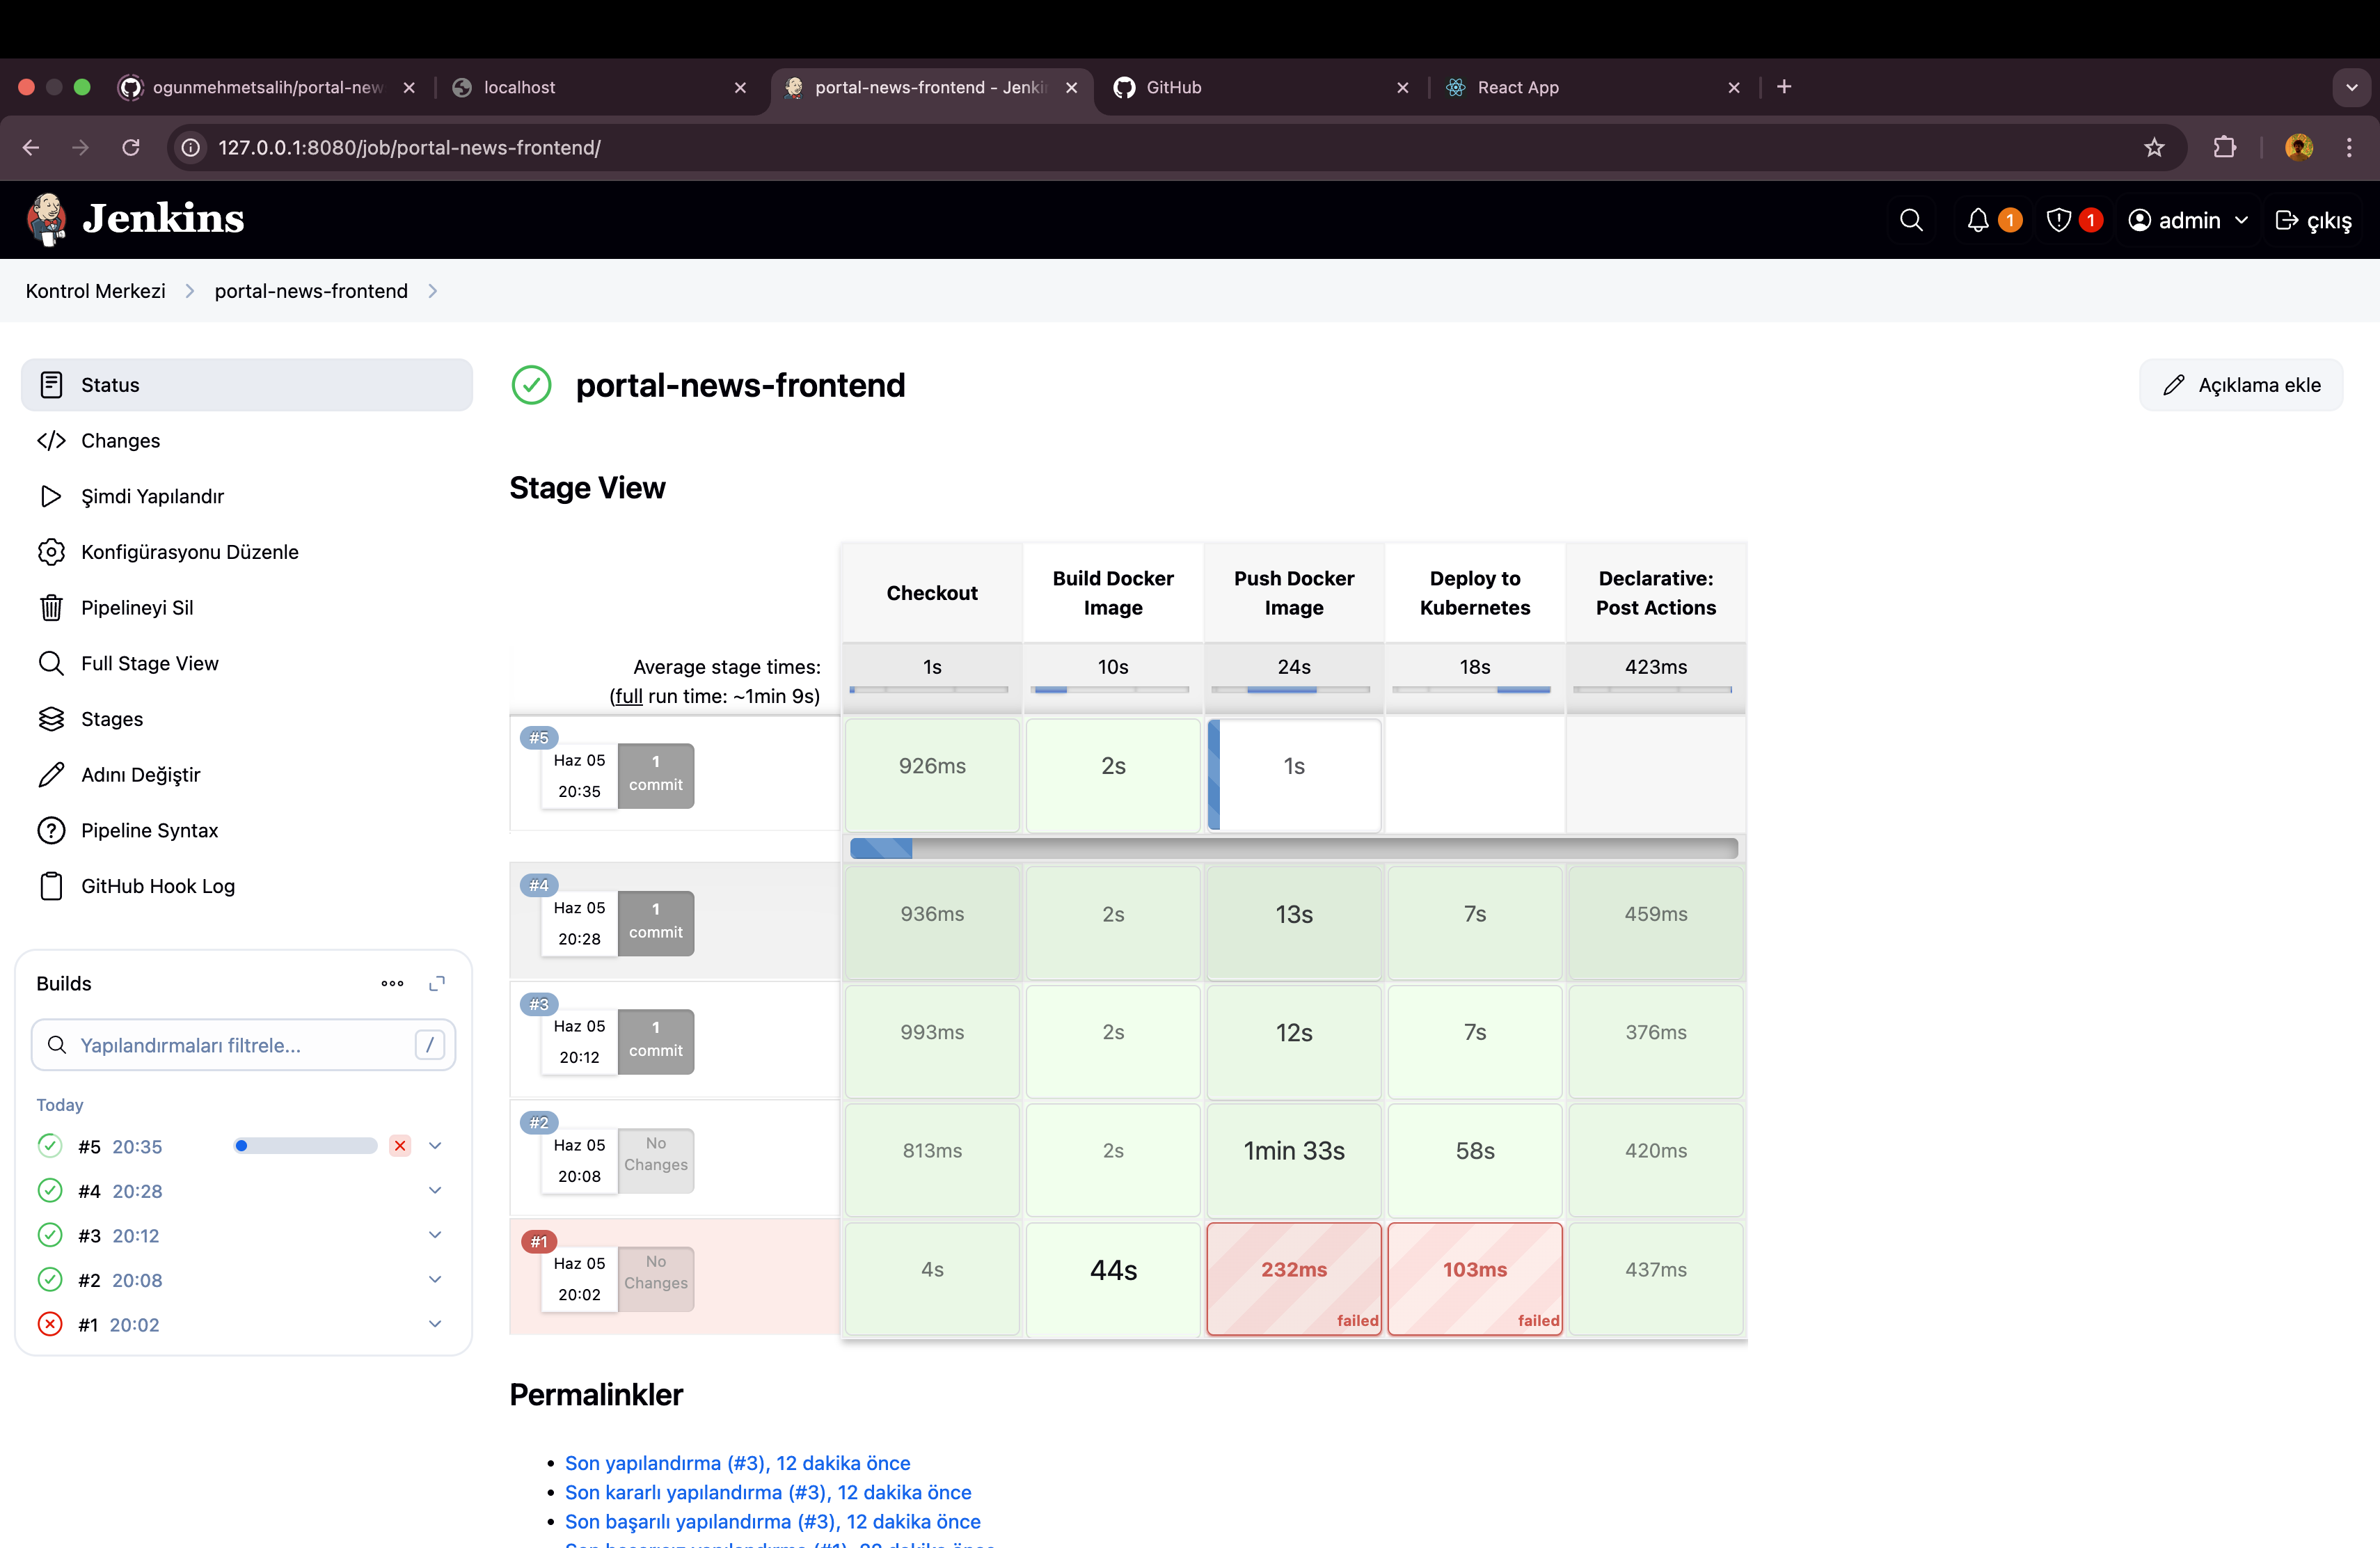 ogunmehmetsalih/portal-new
localhost
portal-news-frontend - Jenki
GitHub
React App
127.0.0.1:8080/job/portal-news-frontend/
Jenkins
1
1
admin
çıkış
Kontrol Merkezi
portal-news-frontend
Status
Changes
Şimdi Yapılandır
Konfigürasyonu Düzenle
Pipelineyi Sil
Full Stage View
Stages
Adını Değiştir
Pipeline Syntax
GitHub Hook Log
Builds
Yapılandırmaları filtrele...
/
Today
#5 20:35
#4 20:28
#3 20:12
#2 20:08
#1 20:02
portal-news-frontend
Açıklama ekle
Stage View
Checkout
Build Docker
Image
Push Docker
Image
Deploy to
Kubernetes
Declarative:
Post Actions
Average stage times:
(full run time: ~1min 9s)
1s
10s
24s
18s
423ms
#5
Haz 05
20:35
1
commit
926ms
2s
1s
#4
Haz 05
20:28
1
commit
936ms
2s
13s
7s
459ms
#3
Haz 05
20:12
1
commit
993ms
2s
12s
7s
376ms
#2
Haz 05
20:08
No
Changes
813ms
2s
1min 33s
58s
420ms
#1
Haz 05
20:02
No
Changes
4s
44s
232ms
failed
103ms
failed
437ms
Permalinkler
Son yapılandırma (#3), 12 dakika önce
Son kararlı yapılandırma (#3), 12 dakika önce
Son başarılı yapılandırma (#3), 12 dakika önce